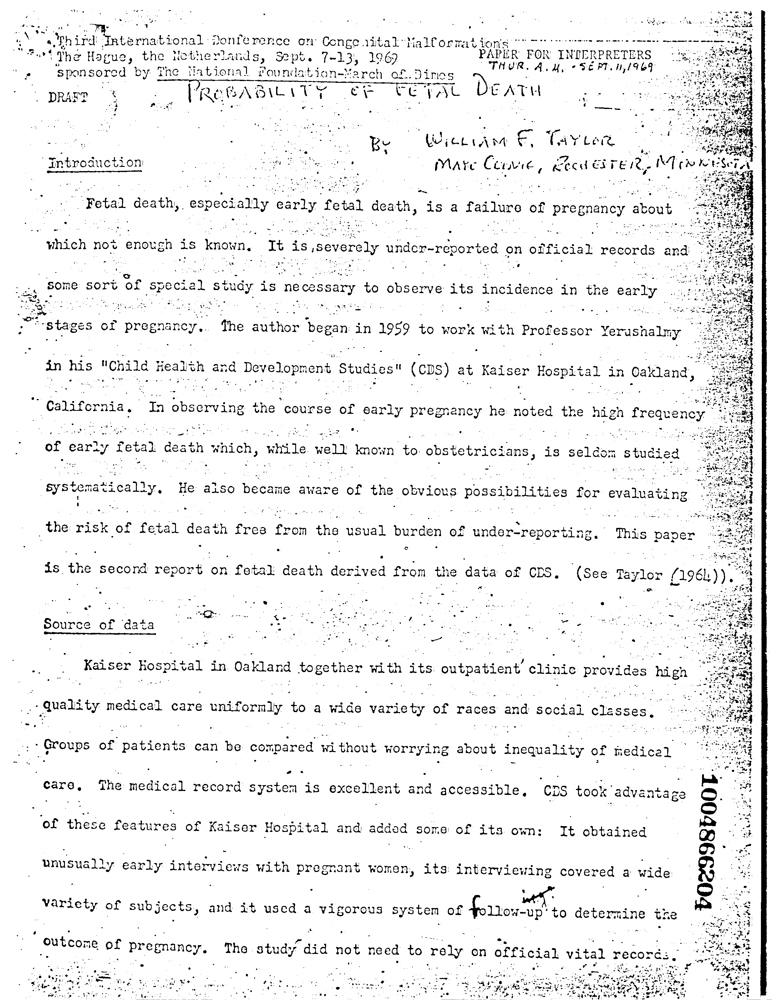 Third International Conference on Congenital Malformations
The Hague, the Netherlands, Sept. 7-13, 1969
PAPER FOR INTERPRETERS
sponsored by The National Foundation-March of Dimes
THUR. A.M. - SEPT. 11, 1969
DRAFT
PROBABILITY OF FETAL DEATH
BY WILLIAM F. TAYLOR
MAYO CLINIC, ROCHESTER, MINNESOTA
Introduction
Fetal death, especially early fetal death, is a failure of pregnancy about
which not enough is known. It is severely under-reported on official records and
some sort of special study is necessary to observe its incidence in the early
stages of pregnancy. The author began in 1959 to work with Professor Yerushalmy
in his "Child Health and Development Studies" (CDS) at Kaiser Hospital in Oakland,
California. In observing the course of early pregnancy he noted the high frequency
of early fetal death which, while well known to obstetricians, is seldom studied
systematically. He also became aware of the obvious possibilities for evaluating
the risk of fetal death free from the usual burden of under-reporting. This paper
is the second report on fetal death derived from the data of CDS. (See Taylor (1964)).
Source of data
Kaiser Hospital in Oakland together with its outpatient clinic provides high
quality medical care uniformly to a wide variety of races and social classes.
Groups of patients can be compared without worrying about inequality of medical
care. The medical record system is excellent and accessible. CDS took advantage
of these features of Kaiser Hospital and added some of its own: It obtained
unusually early interviews with pregnant women, its interviewing covered a wide
variety of subjects, and it used a vigorous system of follow-up to determine the
outcome of pregnancy. The study did not need to rely on official vital records.
1004866204